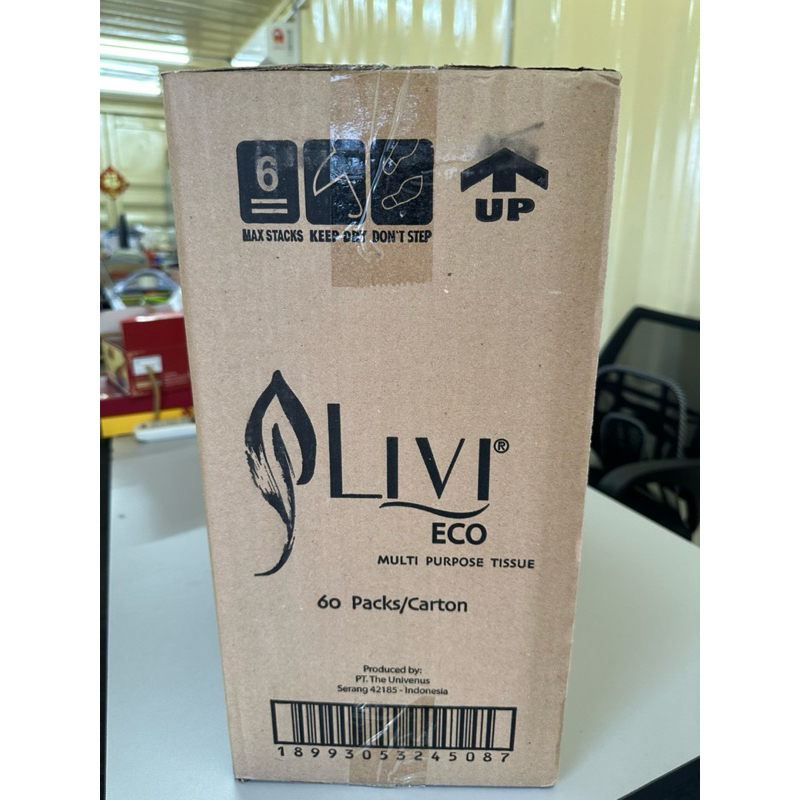 6
MAX STACKS KEEP DRY DON'T STEP
UP
LIVI®
ECO
MULTI PURPOSE TISSUE
60 Packs/Carton
Produced by:
PT. The Univenus
Serang 42185 - Indonesia
18993053245087